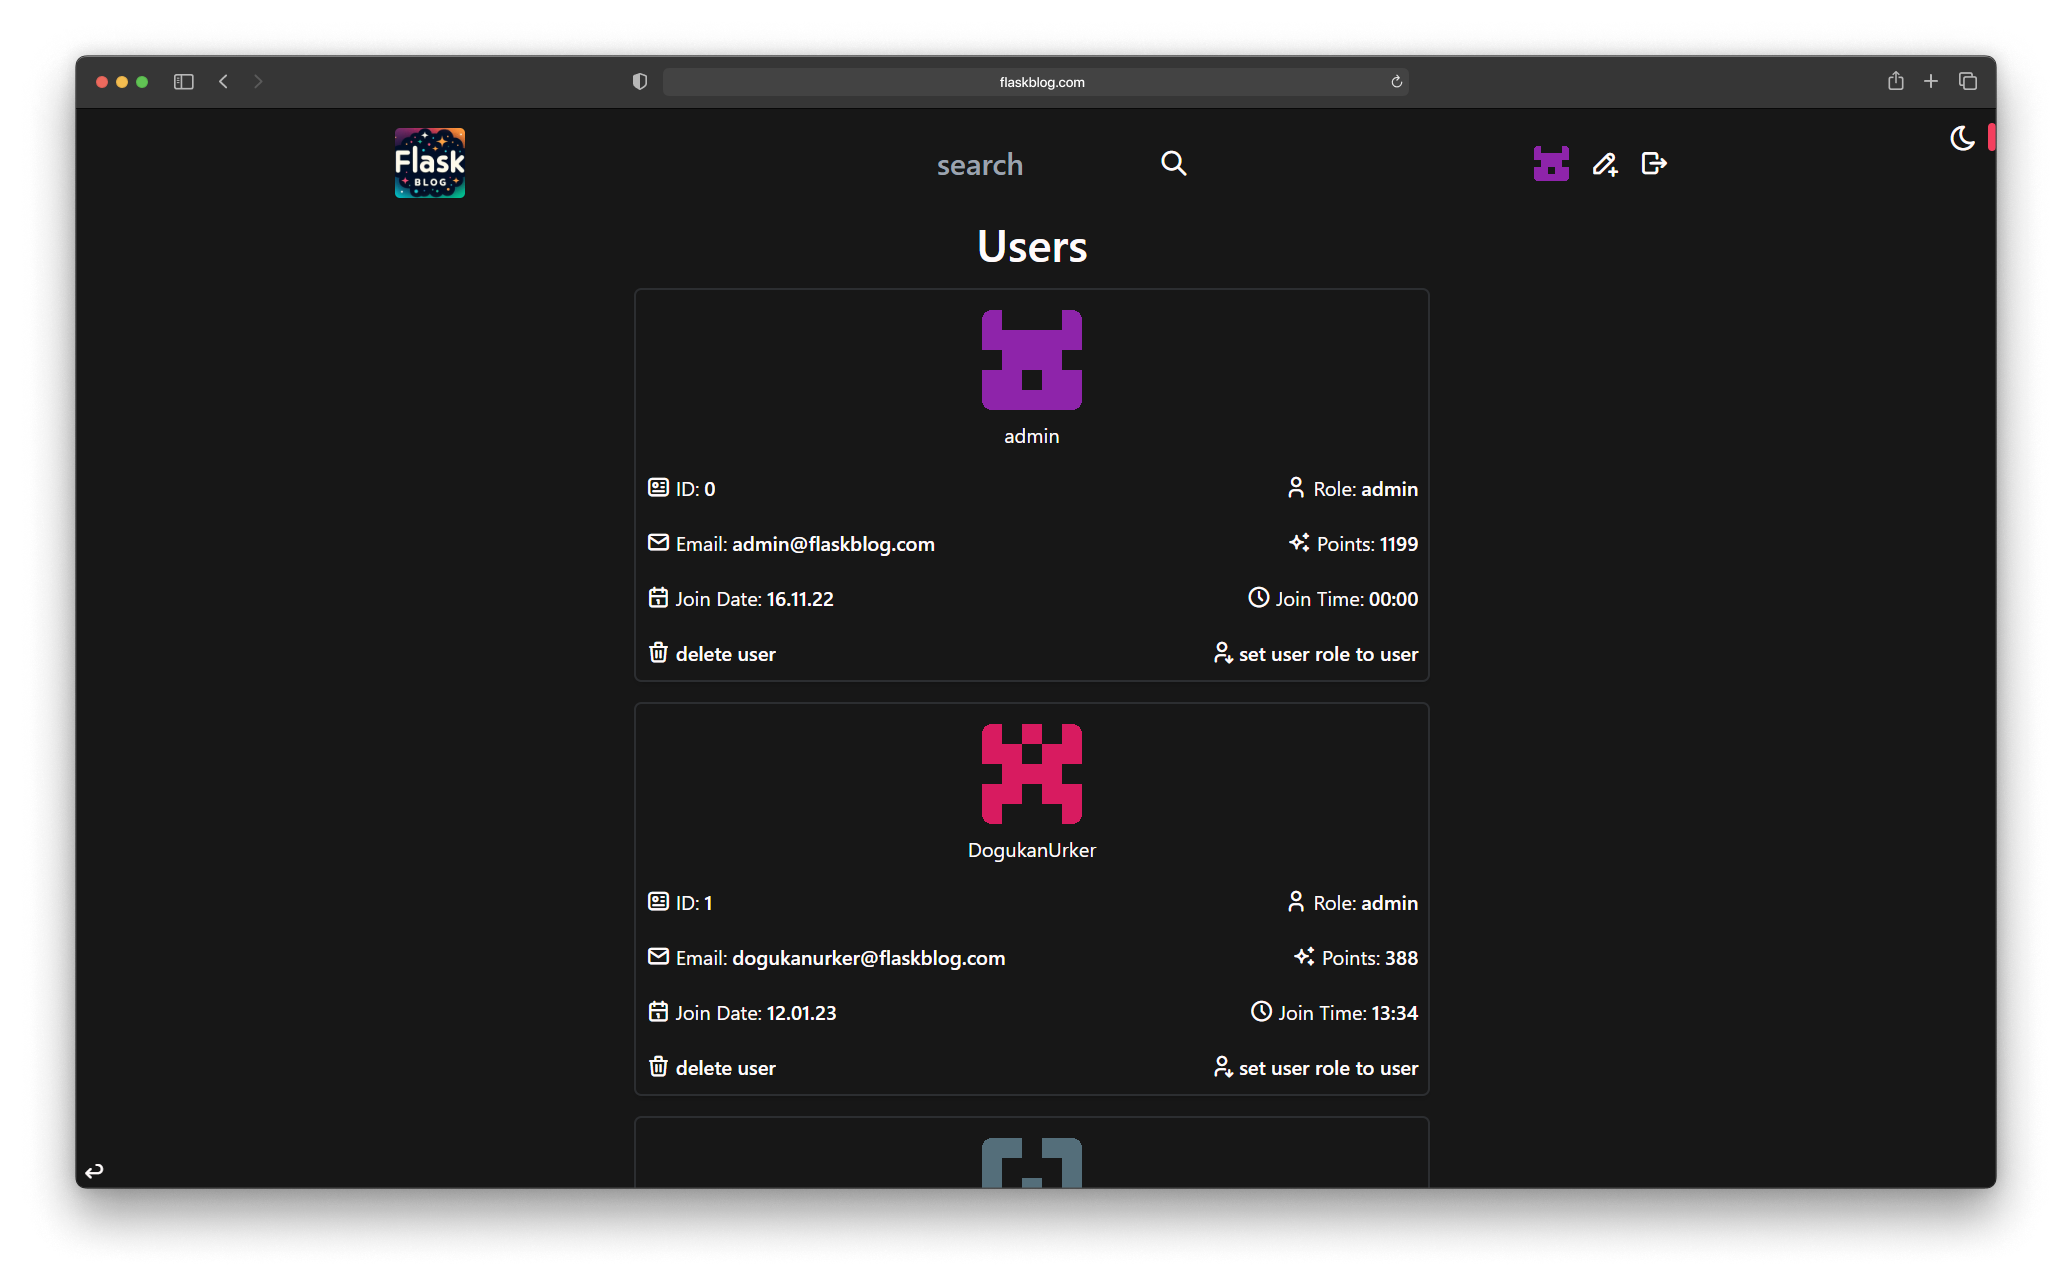 flaskblog.com
Flask
BLOG
search
Users
admin
ID: 0
Role: admin
Email: admin@flaskblog.com
Points: 1199
Join Date: 16.11.22
Join Time: 00:00
delete user
set user role to user
DogukanUrker
ID: 1
Role: admin
Email: dogukanurker@flaskblog.com
Points: 388
Join Date: 12.01.23
Join Time: 13:34
delete user
set user role to user